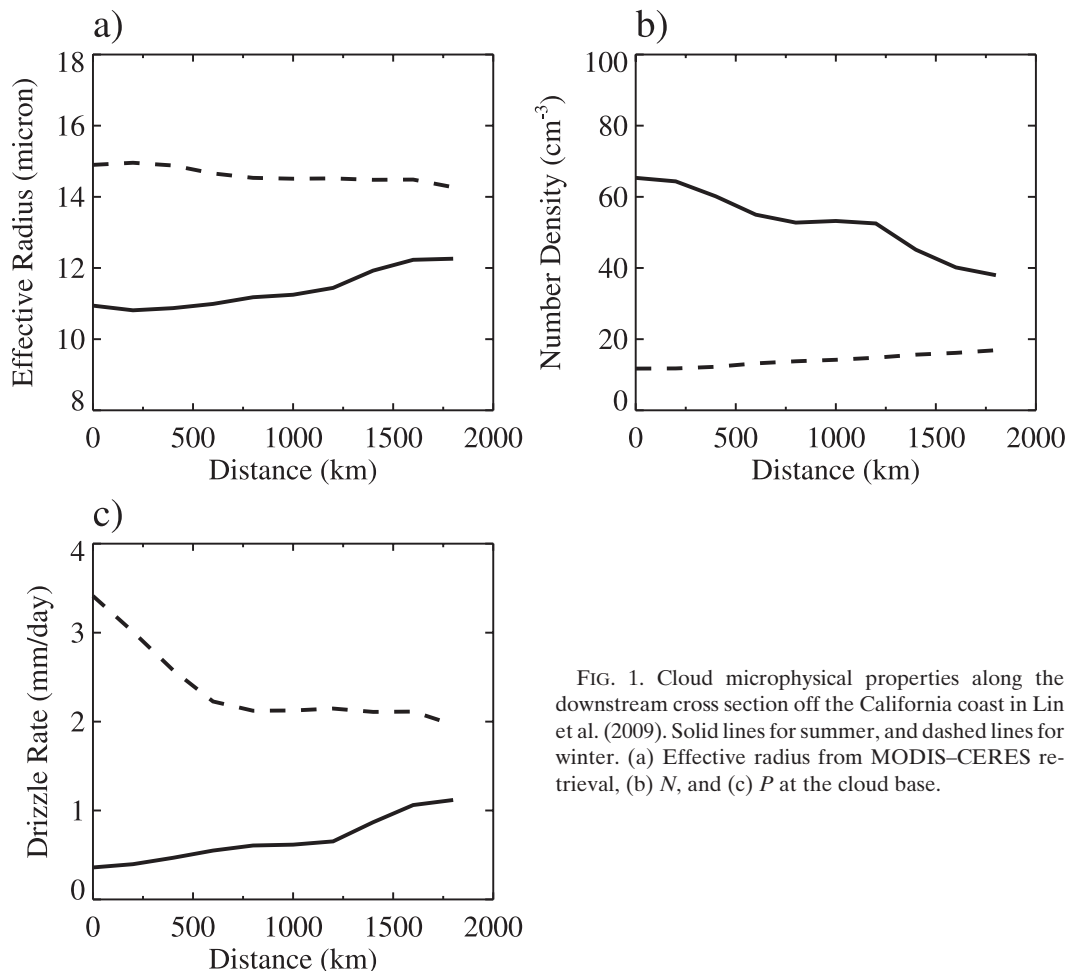 a)
18
16
14
12
10
8
Effective Radius (micron)
0 500 1000 1500 2000
Distance (km)
b)
100
80
60
40
20
0
Number Density (cm-3)
0 500 1000 1500 2000
Distance (km)
c)
4
3
2
1
0
Drizzle Rate (mm/day)
0 500 1000 1500 2000
Distance (km)
FIG. 1. Cloud microphysical properties along the
downstream cross section off the California coast in Lin
et al. (2009). Solid lines for summer, and dashed lines for
winter. (a) Effective radius from MODIS–CERES re-
trieval, (b) N, and (c) P at the cloud base.